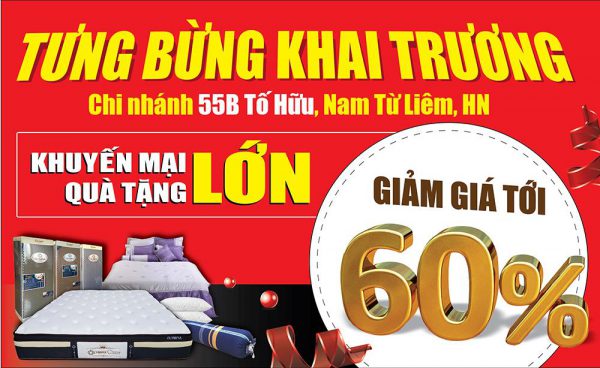 TƯNG BỪNG KHAI TRƯƠNG
Chi nhánh 55B Tố Hữu, Nam Từ Liêm, HN
KHUYẾN MẠI
QUÀ TẶNG
LỚN
GIẢM GIÁ TỚI
60%